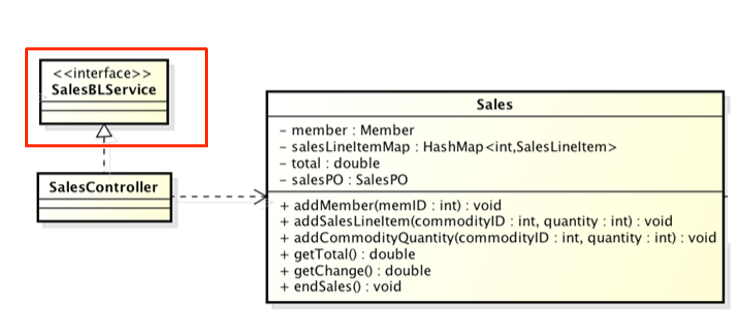 <<interface>>
SalesBLService
SalesController
Sales
- member : Member
- salesLineItemMap : HashMap<int,SalesLineItem>
- total : double
- salesPO : SalesPO
+ addMember(memID : int) : void
+ addSalesLineItem(commodityID : int, quantity : int) : void
+ addCommodityQuantity(commodityID : int, quantity : int) : void
+ getTotal() : double
+ getChange() : double
+ endSales() : void